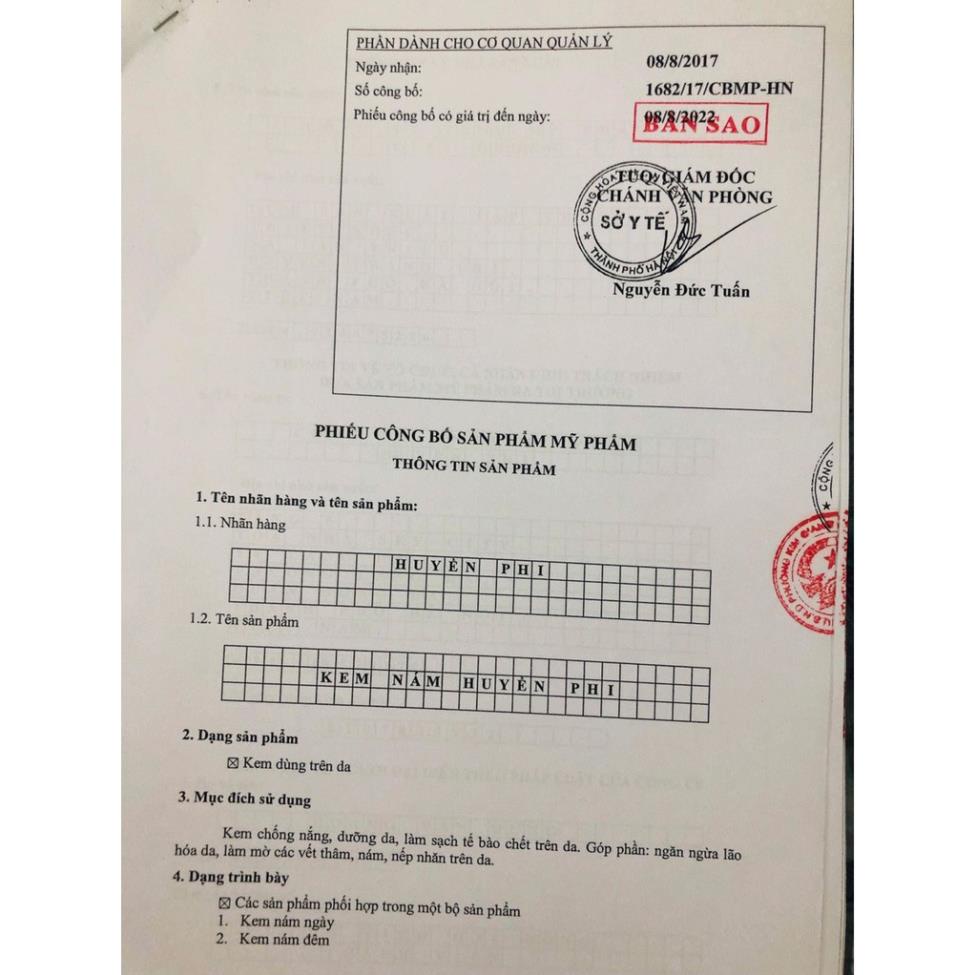 PHẦN DÀNH CHO CƠ QUAN QUẢN LÝ
Ngày nhận: 08/8/2017
Số công bố: 1682/17/CBMP-HN
Phiếu công bố có giá trị đến ngày: 08/8/2022
BẢN SAO
TUQ. GIÁM ĐỐC
CHÁNH VĂN PHÒNG
SỞ Y TẾ
THÀNH PHỐ HÀ NỘI
Nguyễn Đức Tuấn
PHIẾU CÔNG BỐ SẢN PHẨM MỸ PHẨM
THÔNG TIN SẢN PHẨM
1. Tên nhãn hàng và tên sản phẩm:
1.1. Nhãn hàng
HUYỀN PHI
CỘNG
1.2. Tên sản phẩm
KEM NÁM HUYỀN PHI
2. Dạng sản phẩm
☒ Kem dùng trên da
3. Mục đích sử dụng
Kem chống nắng, dưỡng da, làm sạch tế bào chết trên da. Góp phần: ngăn ngừa lão
hóa da, làm mờ các vết thâm, nám, nếp nhăn trên da.
4. Dạng trình bày
☒ Các sản phẩm phối hợp trong một bộ sản phẩm
1. Kem nám ngày
2. Kem nám đêm